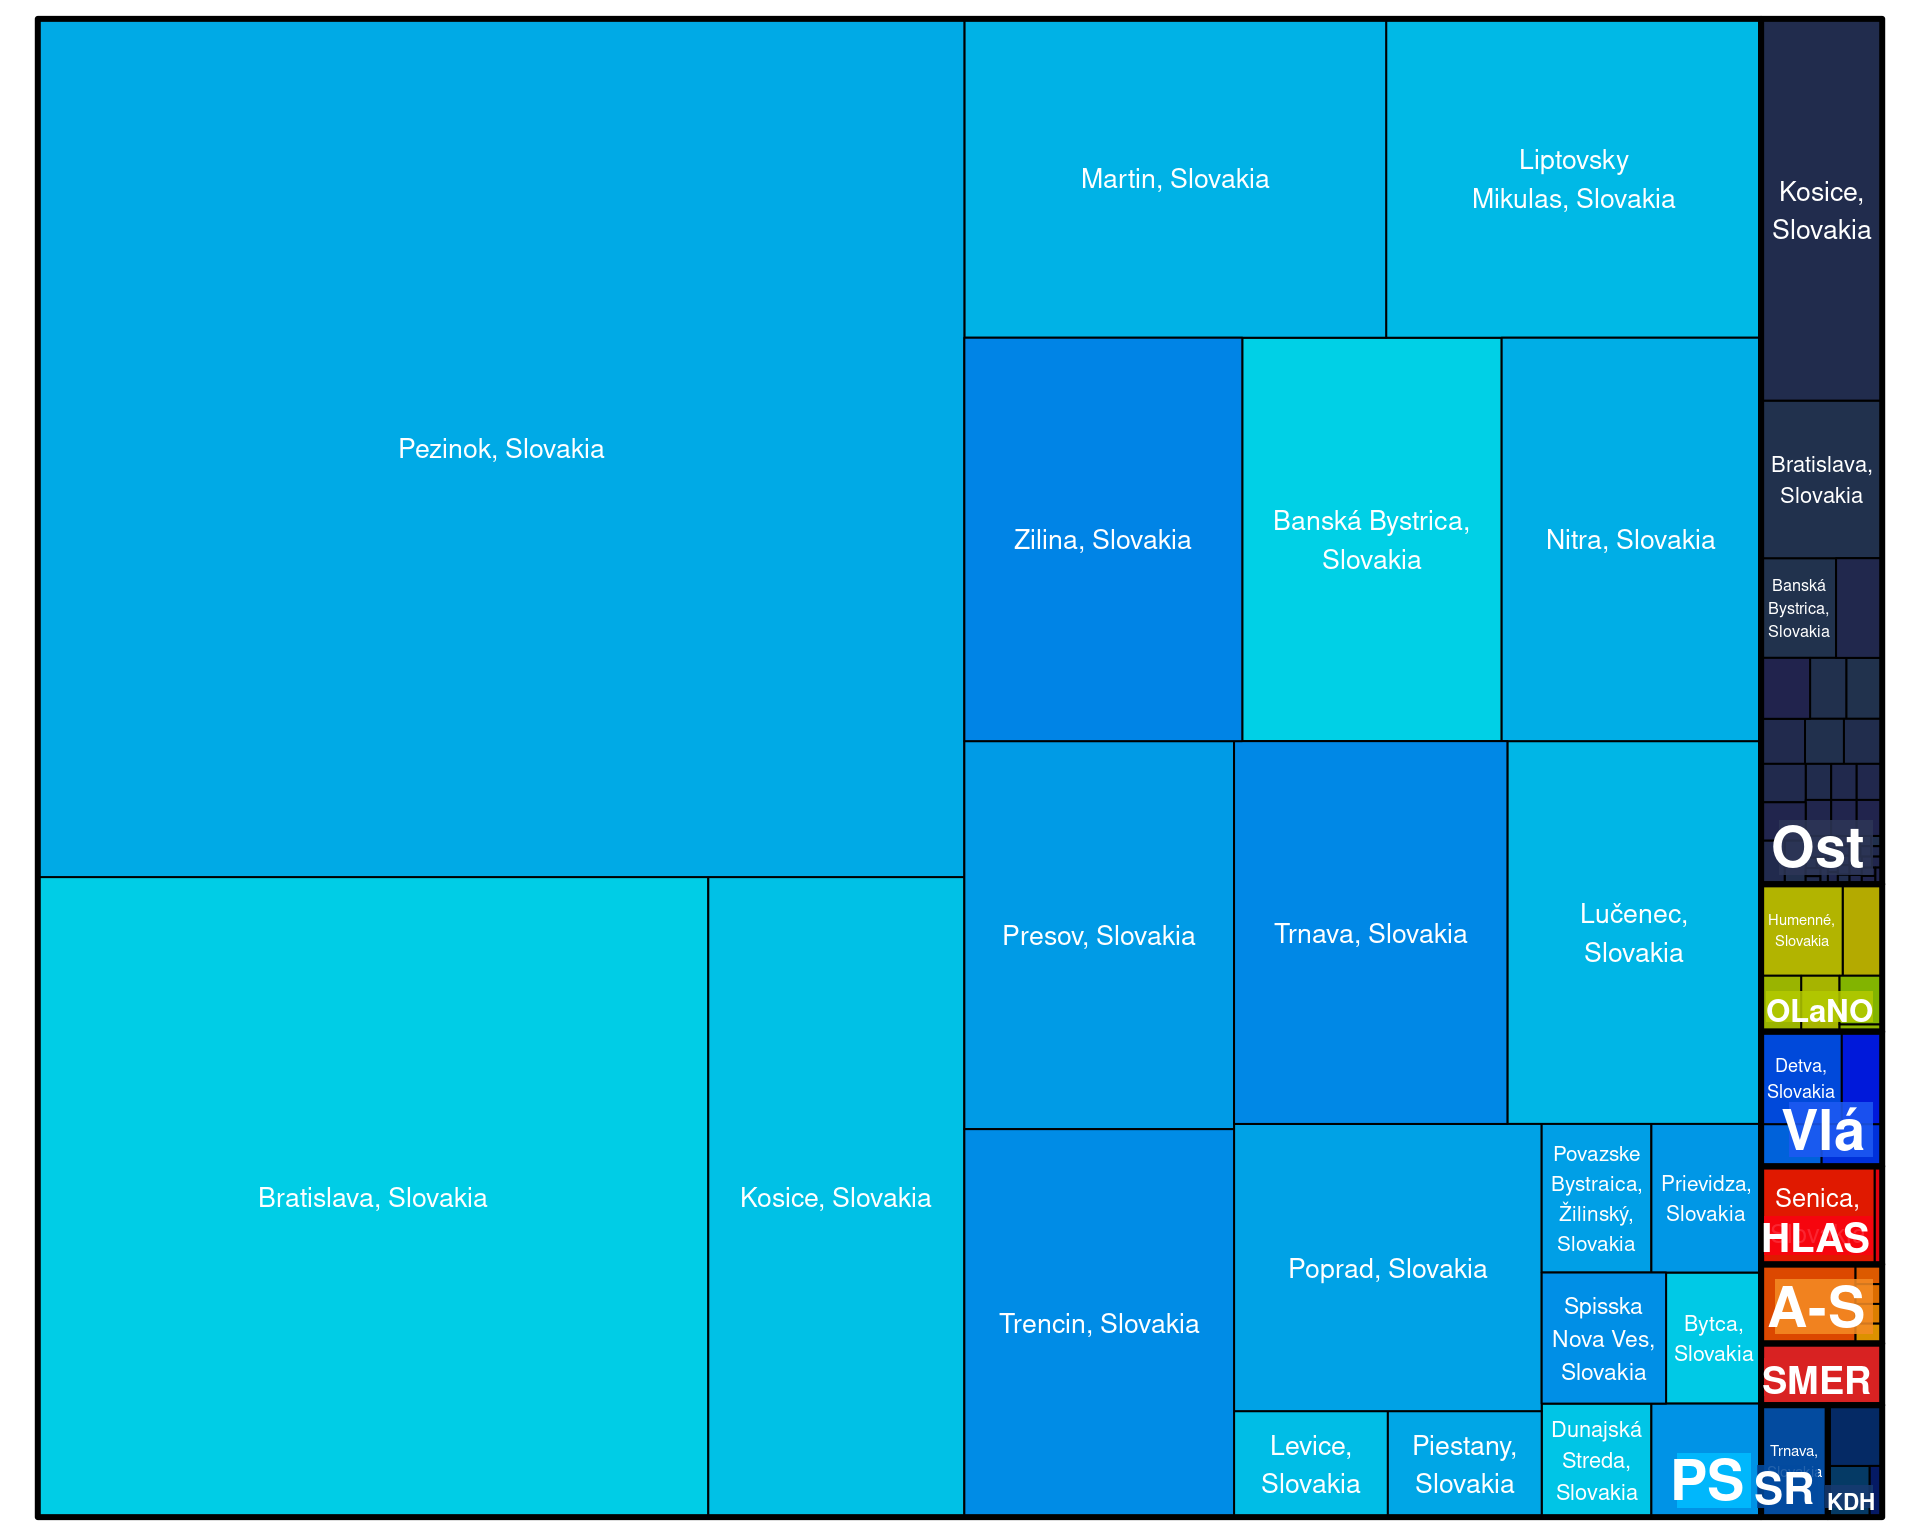 Pezinok, Slovakia
Martin, Slovakia
Liptovsky
Mikulas, Slovakia
Zilina, Slovakia
Banská Bystrica,
Slovakia
Nitra, Slovakia
Bratislava, Slovakia
Kosice, Slovakia
Presov, Slovakia
Trnava, Slovakia
Lučenec,
Slovakia
Trencin, Slovakia
Poprad, Slovakia
Povazske
Bystraica,
Žilinský,
Slovakia
Prievidza,
Slovakia
Spisska
Nova Ves,
Slovakia
Bytca,
Slovakia
Levice,
Slovakia
Piestany,
Slovakia
Dunajská
Streda,
Slovakia
PS
Kosice,
Slovakia
Bratislava,
Slovakia
Banská
Bystrica,
Slovakia
Ost
Humenné,
Slovakia
OLaNO
Detva,
Slovakia
Vlá
Senica,
HLAS
A-S
SMER
Trnava,
SR
KDH